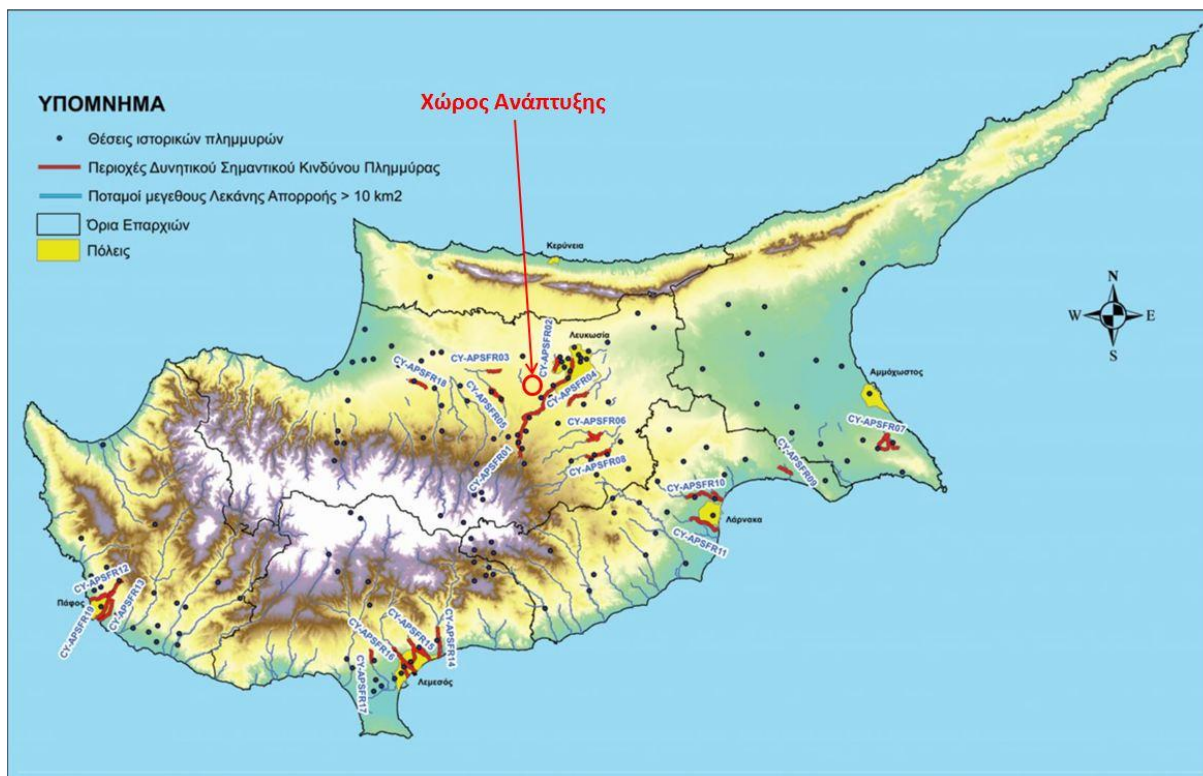 ΥΠΟΜΝΗΜΑ
Θέσεις ιστορικών πλημμυρών
Περιοχές Δυνητικού Σημαντικού Κινδύνου Πλημμύρας
Ποταμοί μεγεθους Λεκάνης Απορροής > 10 km2
Όρια Επαρχιών
Πόλεις
Χώρος Ανάπτυξης
Κερύνεια
N
W
E
S
CY-APSFR02
Λευκωσία
CY-APSFR03
CY-APSFR18
CY-APSFR04
CY-APSFR05
Αμμόχωστος
CY-APSFR06
CY-APSFR07
CY-APSFR01
CY-APSFR08
CY-APSFR09
CY-APSFR10
Λάρνακα
CY-APSFR11
CY-APSFR12
Πάφος
CY-APSFR13
CY-APSFR19
CY-APSFR15
CY-APSFR16
CY-APSFR14
CY-APSFR17
Λεμεσός